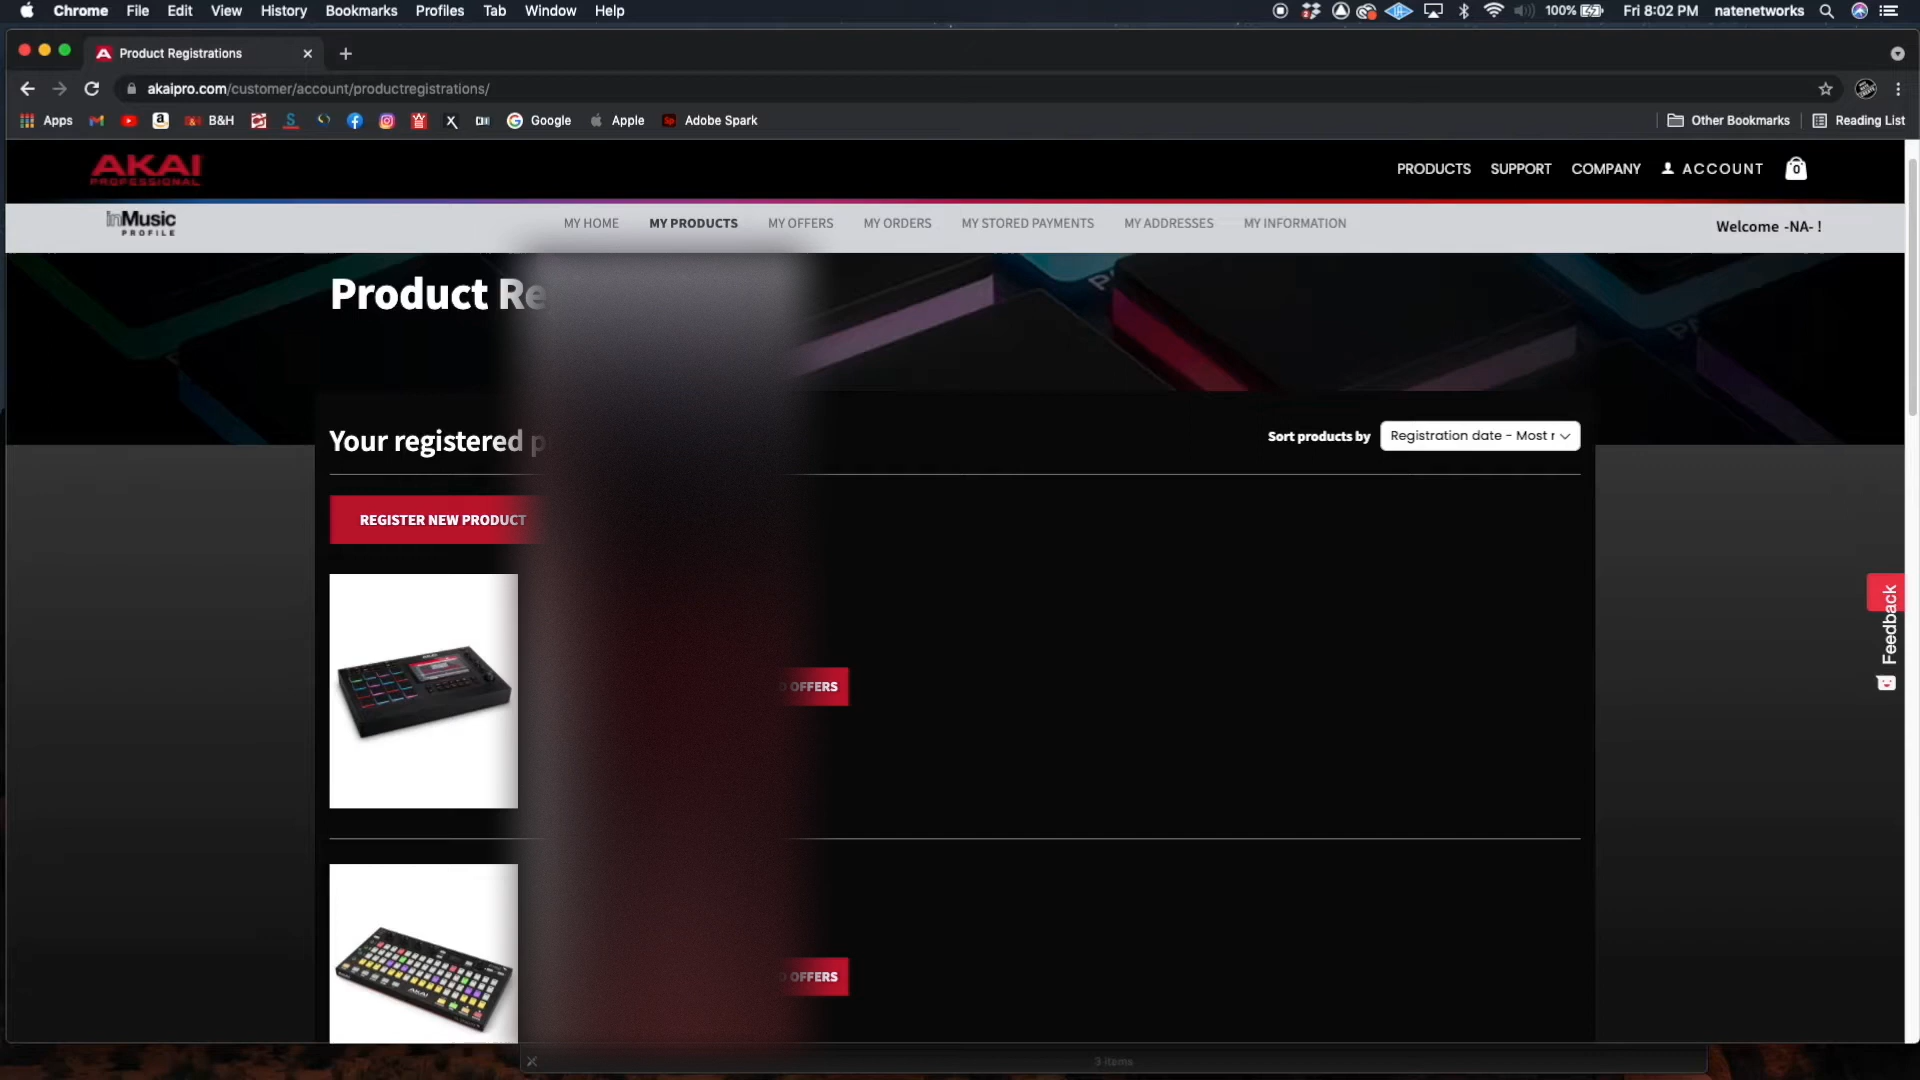 Chrome File Edit View History Bookmarks Profiles Tab Window Help 100% Fri 8:02 PM natenetworks
Product Registrations
akaipro.com/customer/account/productregistrations/
Apps B&H Google Apple Adobe Spark Other Bookmarks Reading List
AKAI
PROFESSIONAL
PRODUCTS SUPPORT COMPANY ACCOUNT 0
inMusic
PROFILE
MY HOME MY PRODUCTS MY OFFERS MY ORDERS MY STORED PAYMENTS MY ADDRESSES MY INFORMATION
Welcome -NA- !
Product Re
Your registered p
Sort products by Registration date - Most r
REGISTER NEW PRODUCT
OFFERS
Feedback
AKAI
OFFERS
3 items